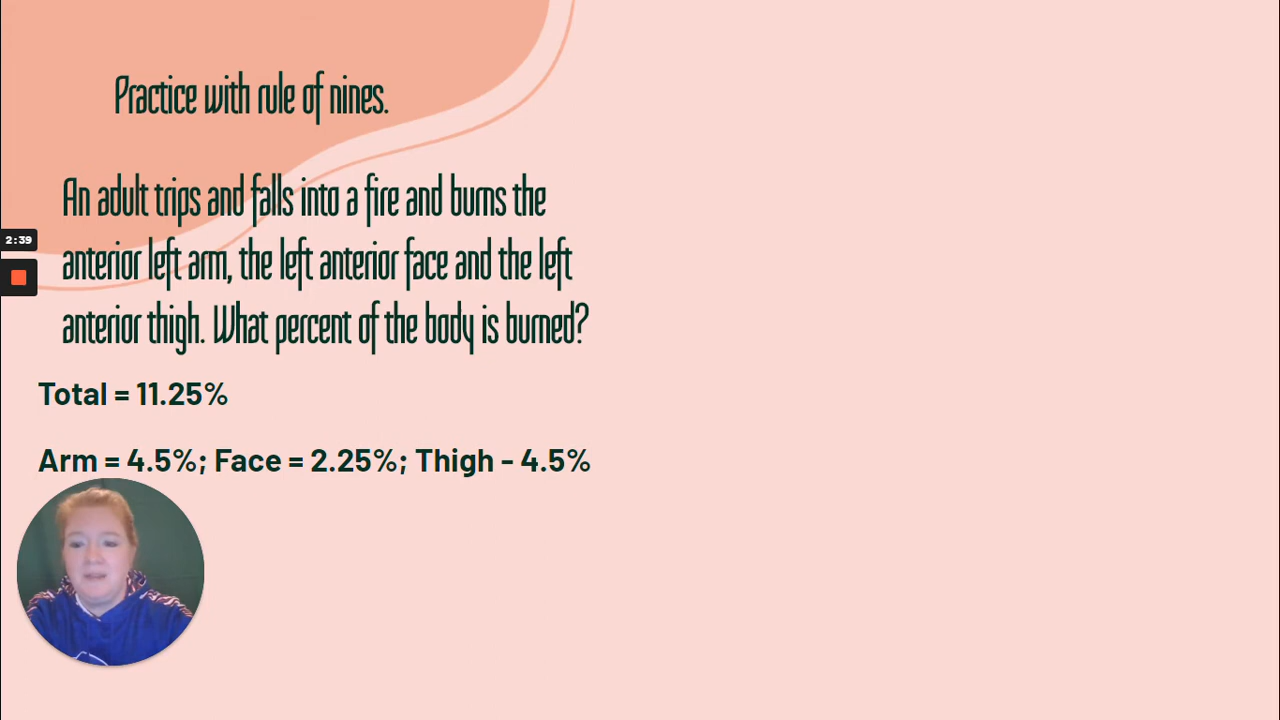 Practice with rule of nines.
An adult trips and falls into a fire and burns the
anterior left arm, the left anterior face and the left
anterior thigh. What percent of the body is burned?
2:39
Total = 11.25%
Arm = 4.5%; Face = 2.25%; Thigh - 4.5%